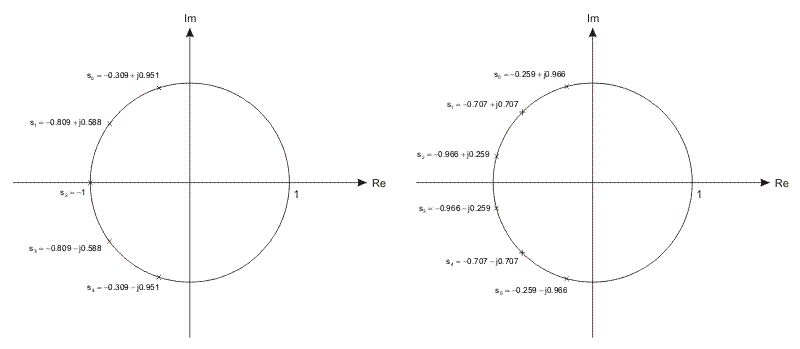 Im
s₀ = −0.309 + j0.951
s₁ = −0.809 + j0.588
Re
s₂ = −1
1
s₃ = −0.809 − j0.588
s₄ = −0.309 − j0.951
Im
s₀ = −0.259 + j0.966
s₁ = −0.707 + j0.707
s₂ = −0.966 + j0.259
Re
1
s₃ = −0.966 − j0.259
s₄ = −0.707 − j0.707
s₅ = −0.259 − j0.966